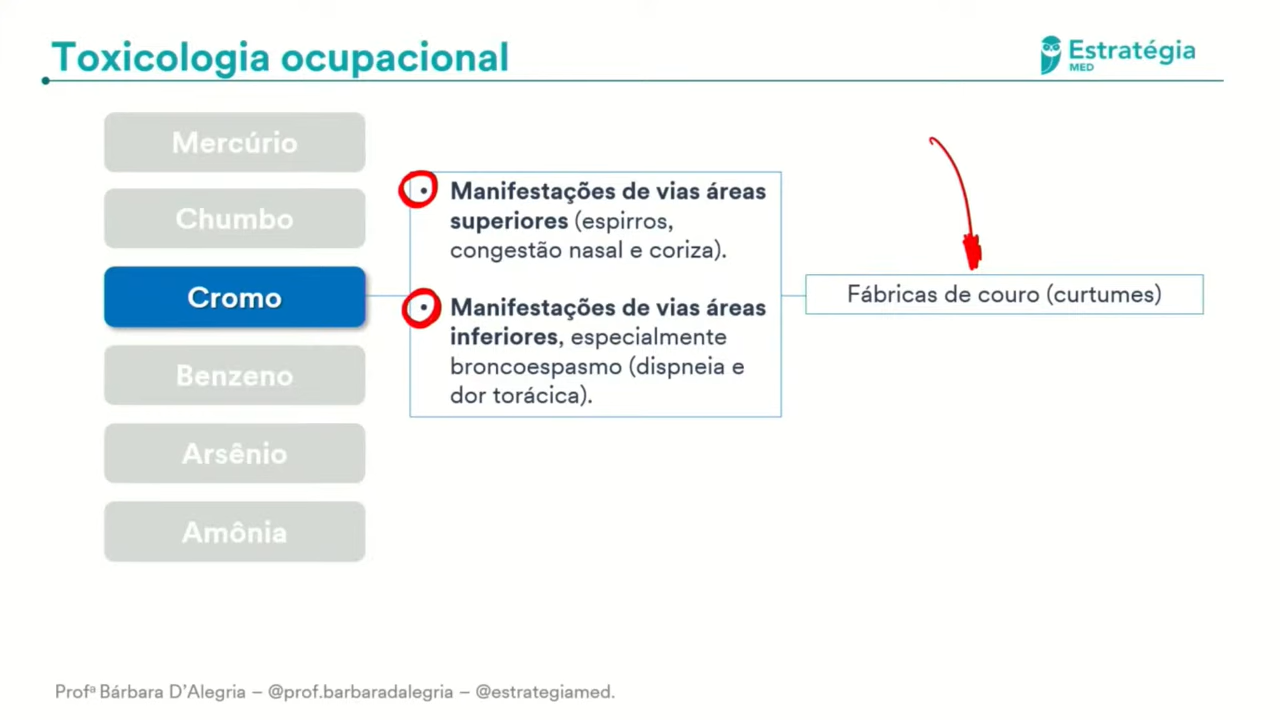 Toxicologia ocupacional
Estratégia
MED
Mercúrio
Chumbo
Cromo
Benzeno
Arsênio
Amônia
• Manifestações de vias áreas
superiores (espirros,
congestão nasal e coriza).
• Manifestações de vias áreas
inferiores, especialmente
broncoespasmo (dispneia e
dor torácica).
Fábricas de couro (curtumes)
Profª Bárbara D'Alegria – @prof.barbaradalegria – @estrategiamed.